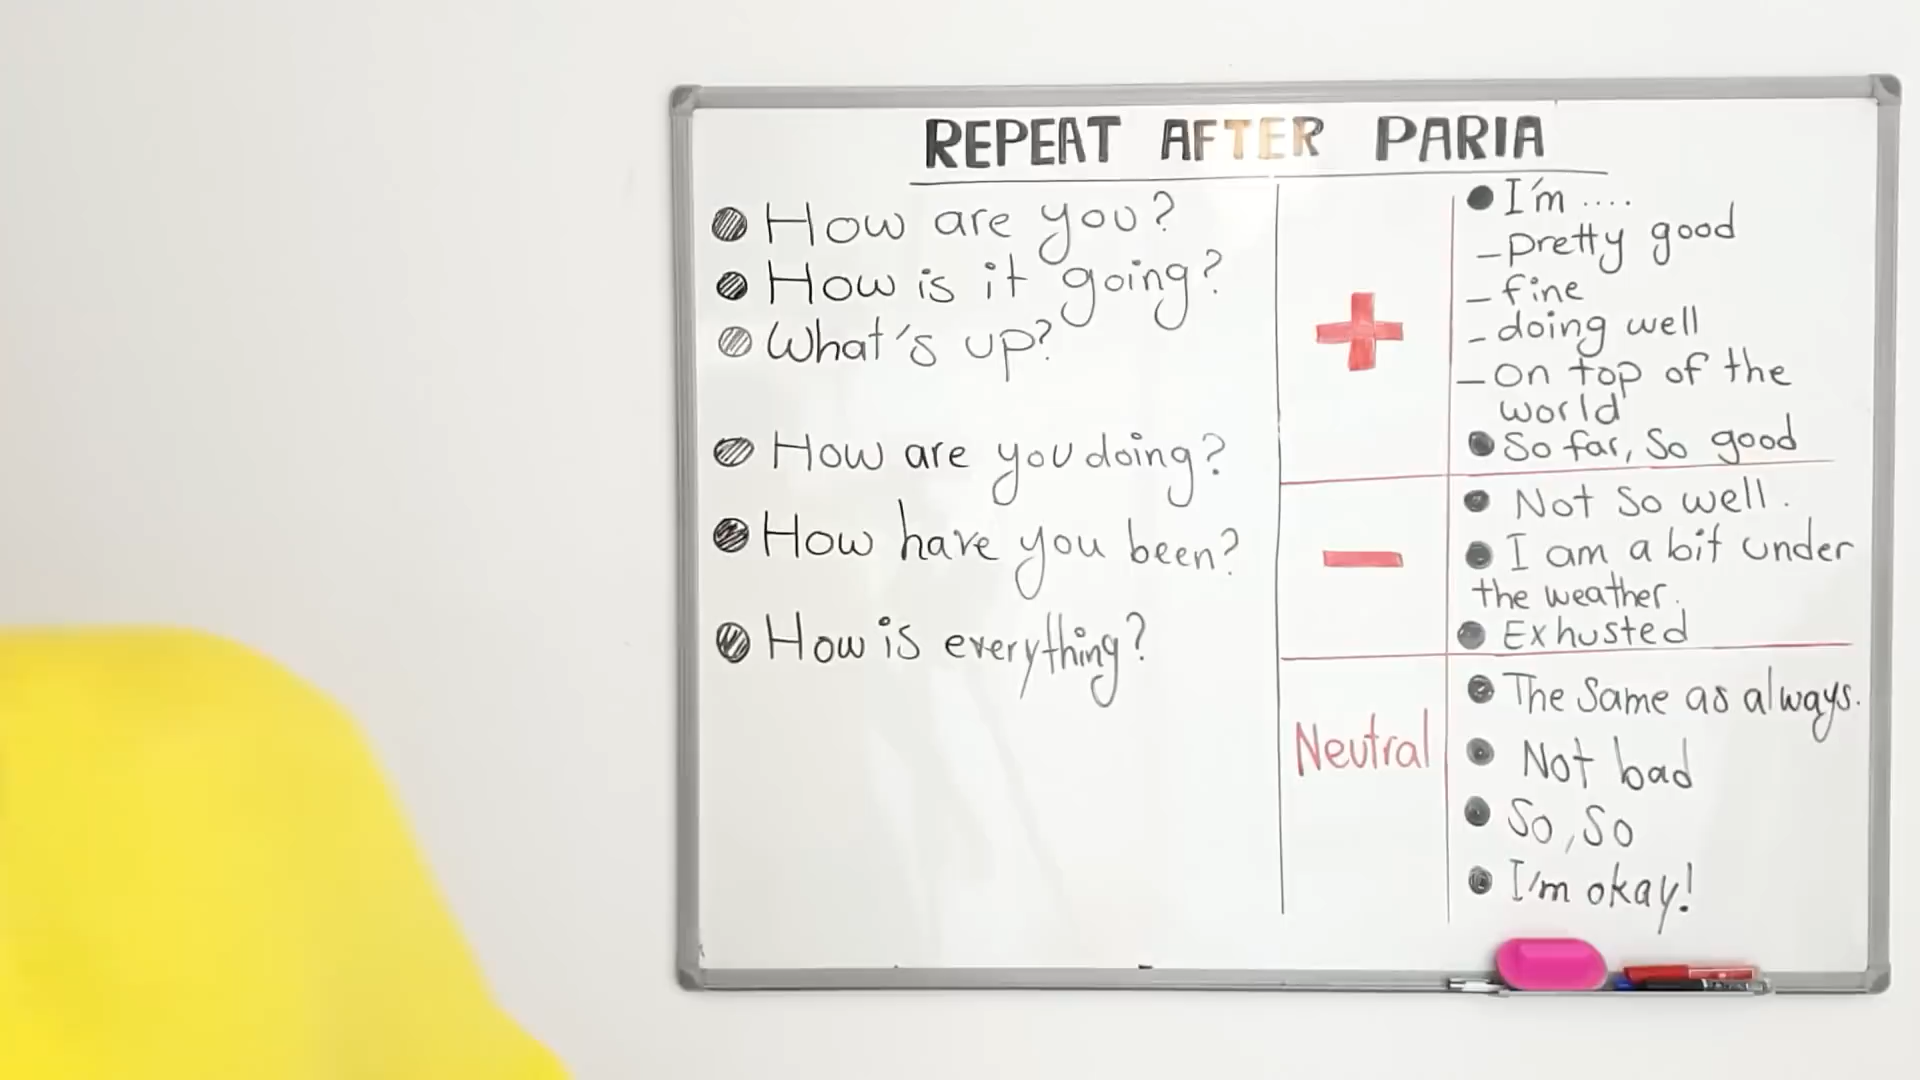 REPEAT AFTER PARIA
How are you?
How is it going?
What's up?
How are you doing?
How have you been?
How is everything?
+
I'm ....
- pretty good
- fine
- doing well
- on top of the
world
So far, So good
-
Not So well.
I am a bit under
the weather.
Exhusted
Neutral
The Same as always.
Not bad
So, So
I'm okay!